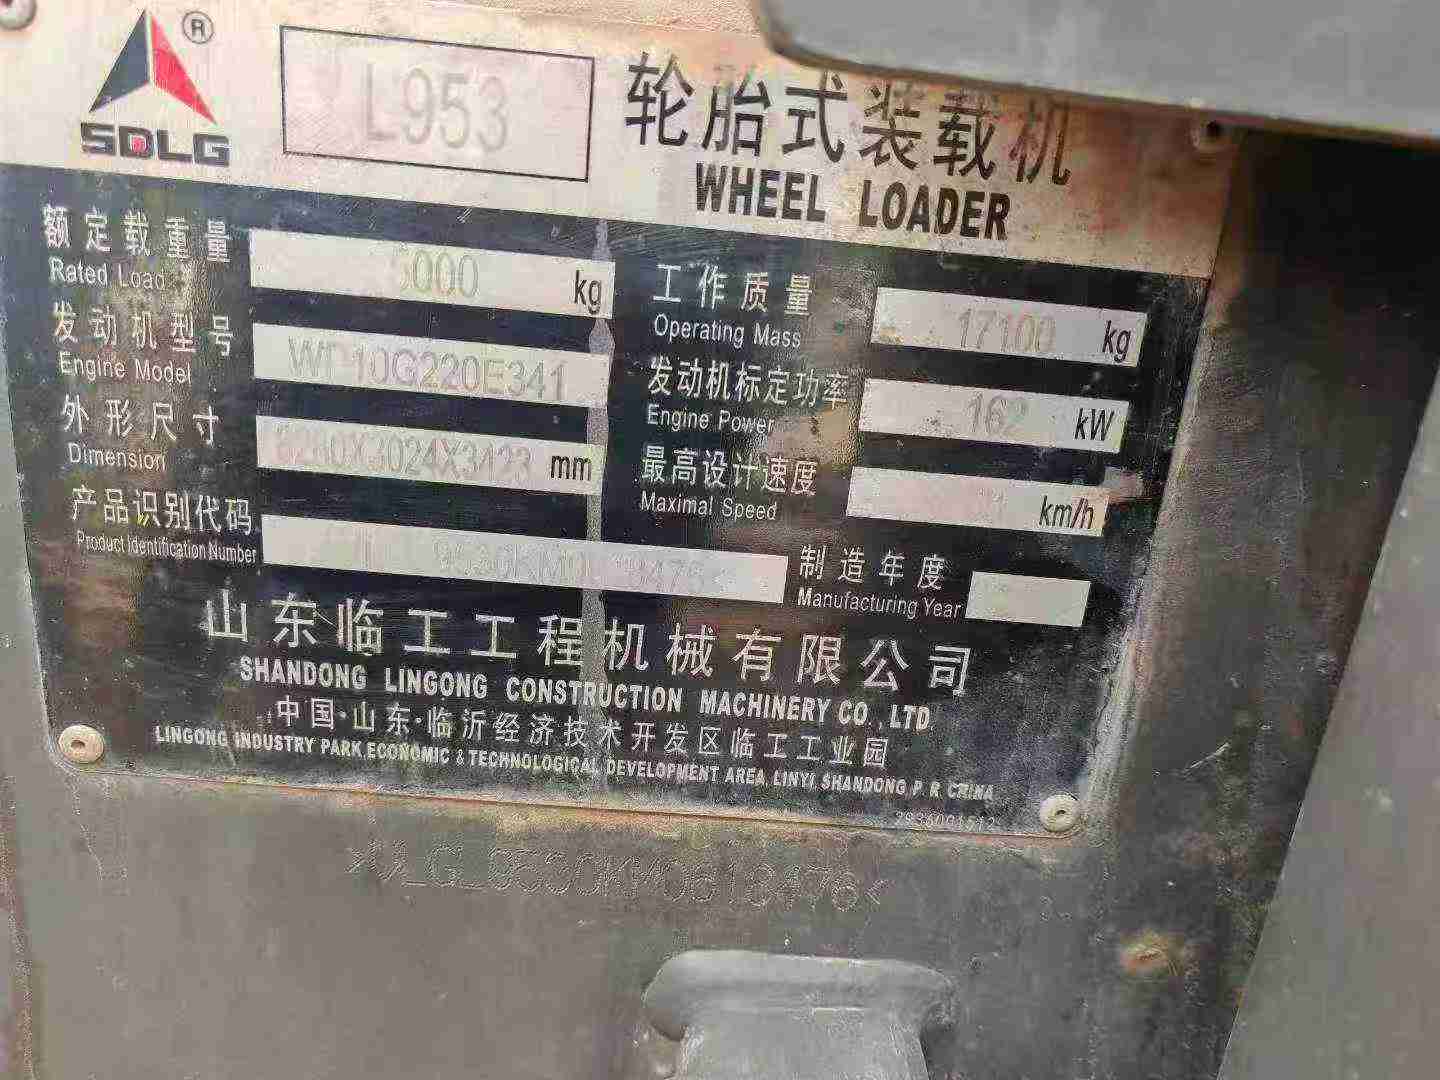 SDLG ®
L953
轮胎式装载机
WHEEL LOADER
额定载重量
Rated Load
000 kg
工作质量
Operating Mass
17100 kg
发动机型号
Engine Model
WP10G220E341
发动机标定功率
Engine Power
162 kW
外形尺寸
Dimension
X3024X3423 mm
最高设计速度
Maximal Speed
km/h
产品识别代码
Product Identification Number
制造年度
Manufacturing Year
山东临工工程机械有限公司
SHANDONG LINGONG CONSTRUCTION MACHINERY CO.,LTD
中国·山东·临沂经济技术开发区临工工业园
LINGONG INDUSTRY PARK,ECONOMIC & TECHNOLOGICAL DEVELOPMENT AREA, LINYI, SHANDONG P. R. CHINA